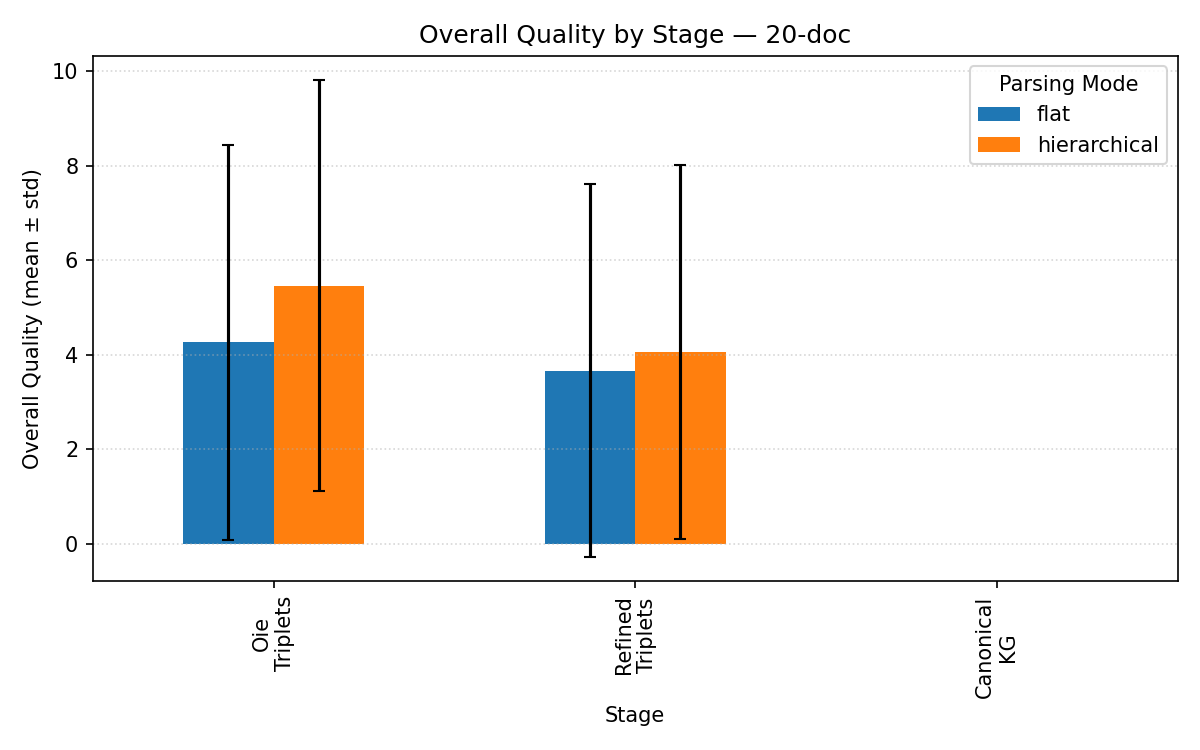 Overall Quality by Stage — 20-doc
Overall Quality (mean ± std)
10
8
6
4
2
0
Parsing Mode
flat
hierarchical
Oie
Triplets
Refined
Triplets
Canonical
KG
Stage